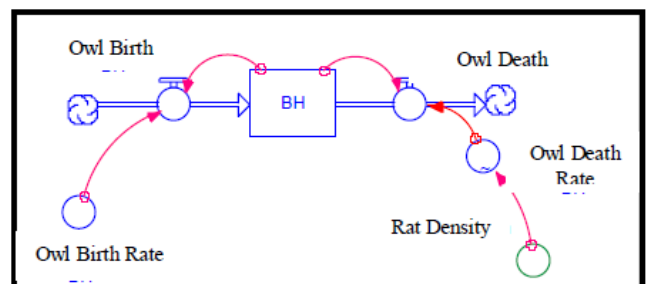 Owl Birth
Owl Death
BH
Owl Death
Rate
Rat Density
Owl Birth Rate